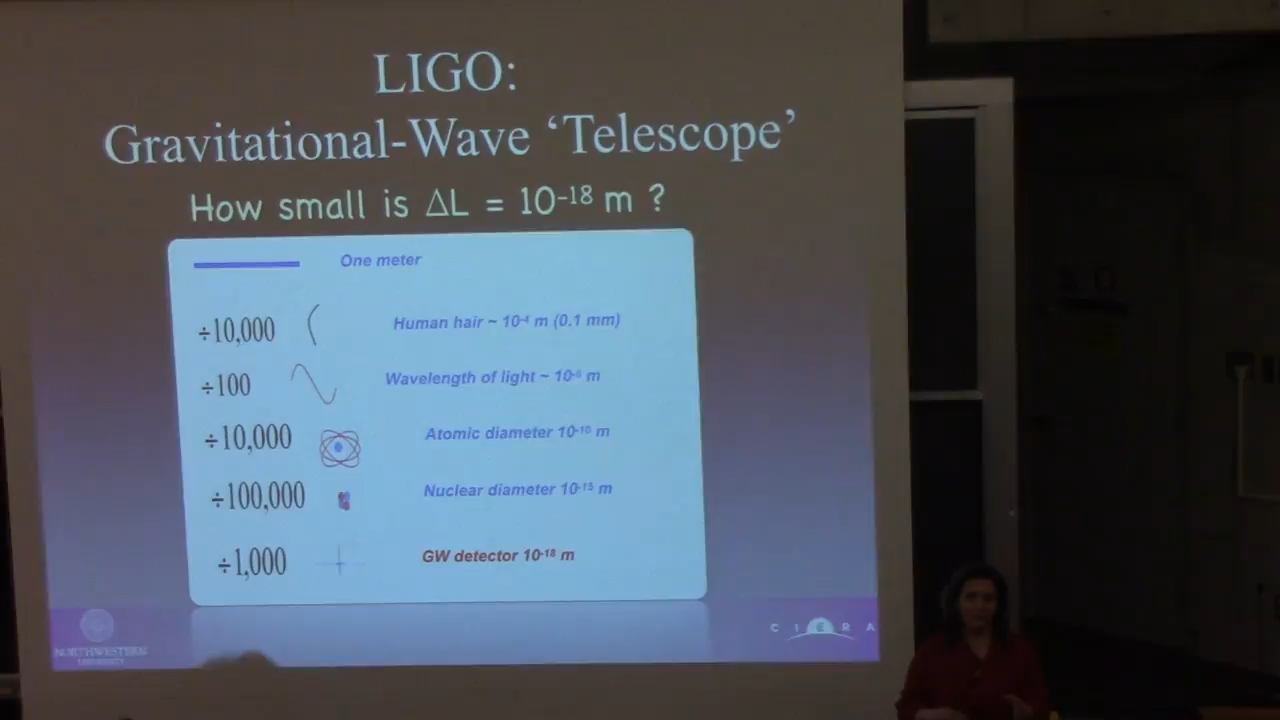 LIGO:
Gravitational-Wave ‘Telescope’
How small is ΔL = 10⁻¹⁸ m ?
One meter
÷10,000 Human hair ~ 10⁻⁴ m (0.1 mm)
÷100 Wavelength of light ~ 10⁻⁶ m
÷10,000 Atomic diameter 10⁻¹⁰ m
÷100,000 Nuclear diameter 10⁻¹⁵ m
÷1,000 GW detector 10⁻¹⁸ m
NORTHWESTERN
UNIVERSITY
CIERA